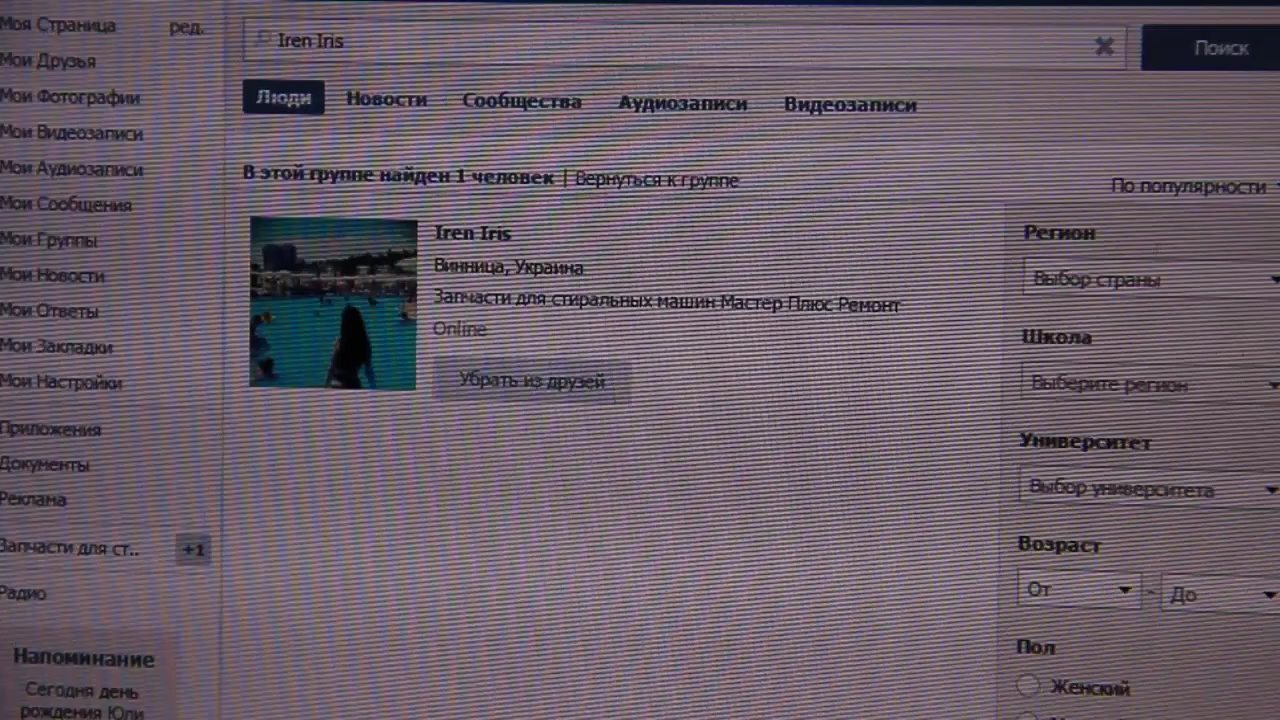 Моя Страница ред.
Мои Друзья
Мои Фотографии
Мои Видеозаписи
Мои Аудиозаписи
Мои Сообщения
Мои Группы
Мои Новости
Мои Ответы
Мои Закладки
Мои Настройки
Приложения
Документы
Реклама
Запчасти для ст.. +1
Радио
Напоминание
Сегодня день
рождения Юли
Iren Iris
Поиск
Люди Новости Сообщества Аудиозаписи Видеозаписи
В этой группе найден 1 человек | Вернуться к группе
По популярности
Iren Iris
Винница, Украина
Запчасти для стиральных машин Мастер Плюс Ремонт
Online
Убрать из друзей
Регион
Выбор страны
Школа
Выберите регион
Университет
Выбор университета
Возраст
От - До
Пол
Женский